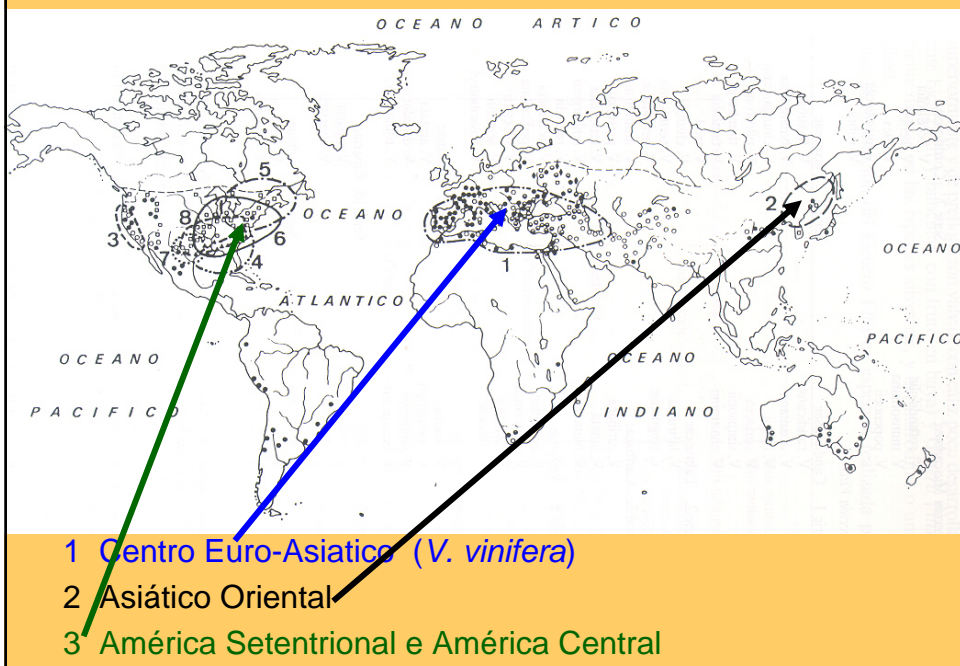 OCEANO ARTICO
5
OCEANO
8
2
3
6
OCEANO
7
4
1
ATLANTICO
PACIFICO
OCEANO
OCEANO
PACIFICO
INDIANO
1 Centro Euro-Asiatico (V. vinifera)
2 Asiático Oriental
3 América Setentrional e América Central